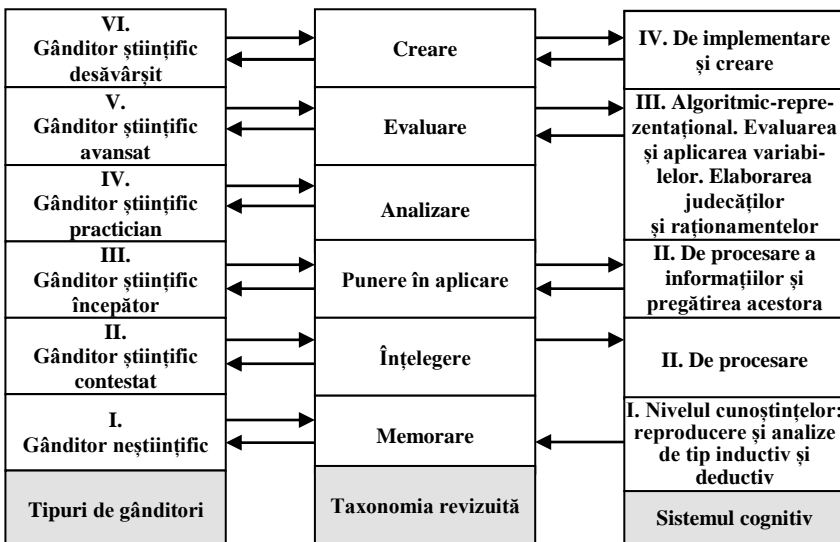 VI.
Gânditor științific
desăvârșit
Creare
IV. De implementare
și creare
V.
Gânditor științific
avansat
Evaluare
III. Algoritmic-repre-
zentațional. Evaluarea
și aplicarea variabi-
lelor. Elaborarea
judecăților
și raționamentelor
IV.
Gânditor științific
practician
Analizare
III.
Gânditor științific
începător
Punere în aplicare
II. De procesare a
informațiilor și
pregătirea acestora
II.
Gânditor științific
contestat
Înțelegere
II. De procesare
I.
Gânditor neștiințific
Memorare
I. Nivelul cunoștințelor:
reproducere și analize
de tip inductiv și
deductiv
Tipuri de gânditori
Taxonomia revizuită
Sistemul cognitiv